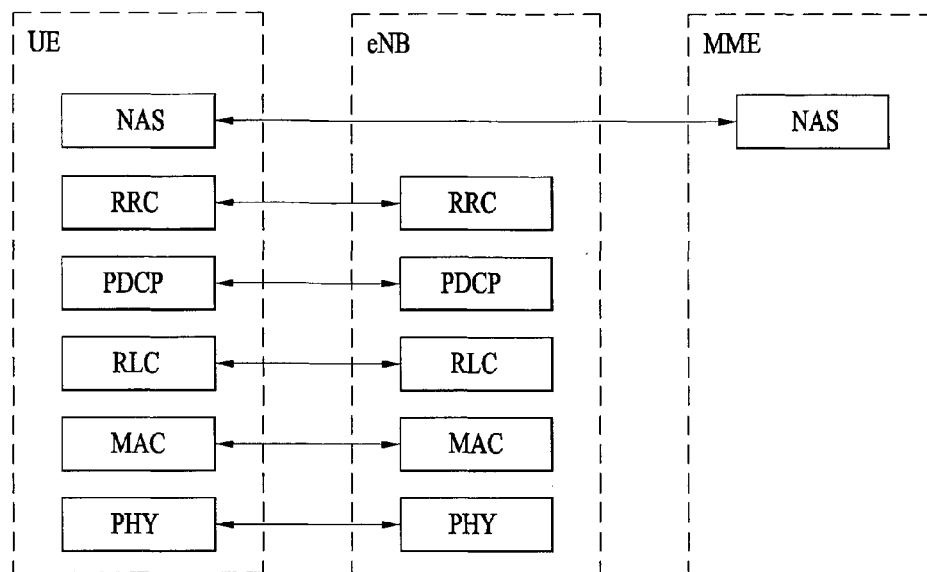 UE eNB MME
NAS NAS
RRC RRC
PDCP PDCP
RLC RLC
MAC MAC
PHY PHY